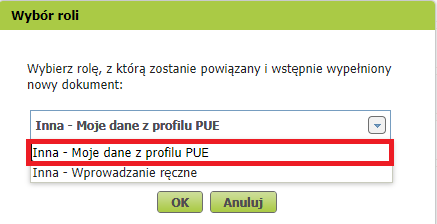 Wybór roli
Wybierz rolę, z którą zostanie powiązany i wstępnie wypełniony
nowy dokument:
Inna - Moje dane z profilu PUE
Inna - Moje dane z profilu PUE
Inna - Wprowadzanie ręczne
OK Anuluj